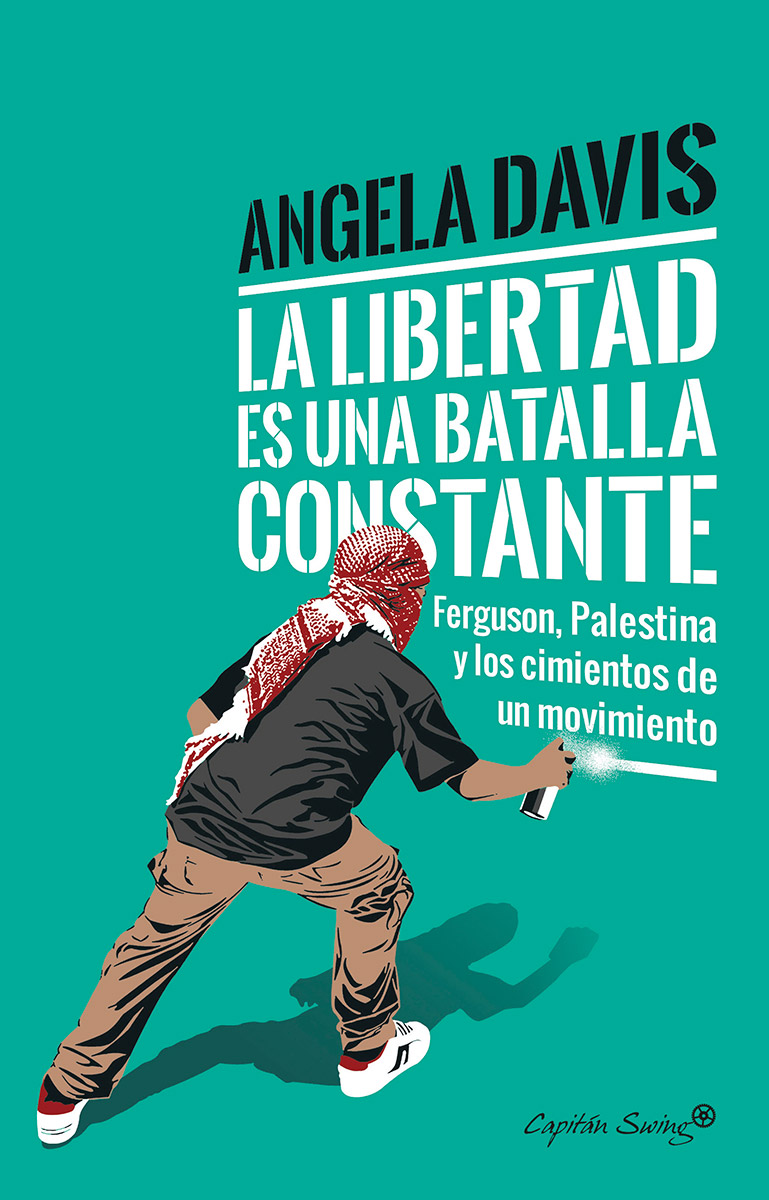 ANGELA DAVIS
LA LIBERTAD
ES UNA BATALLA
CONSTANTE
Ferguson, Palestina
y los cimientos de
un movimiento
Capitán Swing